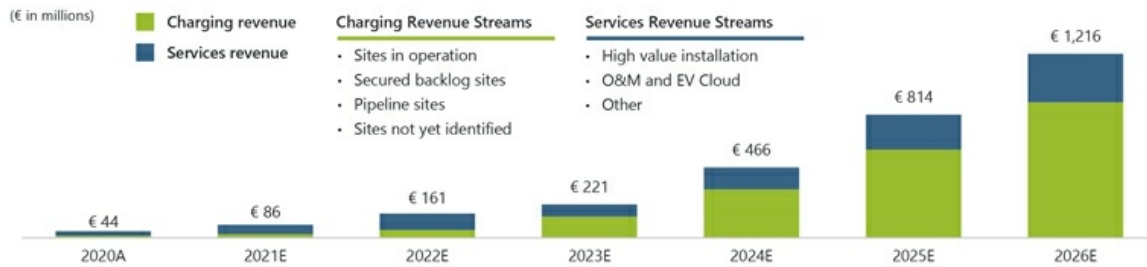 (€ in millions)
Charging revenue
Services revenue
Charging Revenue Streams
• Sites in operation
• Secured backlog sites
• Pipeline sites
• Sites not yet identified
Services Revenue Streams
• High value installation
• O&M and EV Cloud
• Other
€ 44
€ 86
€ 161
€ 221
€ 466
€ 814
€ 1,216
2020A
2021E
2022E
2023E
2024E
2025E
2026E